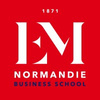 1871
EM
NORMANDIE
BUSINESS SCHOOL